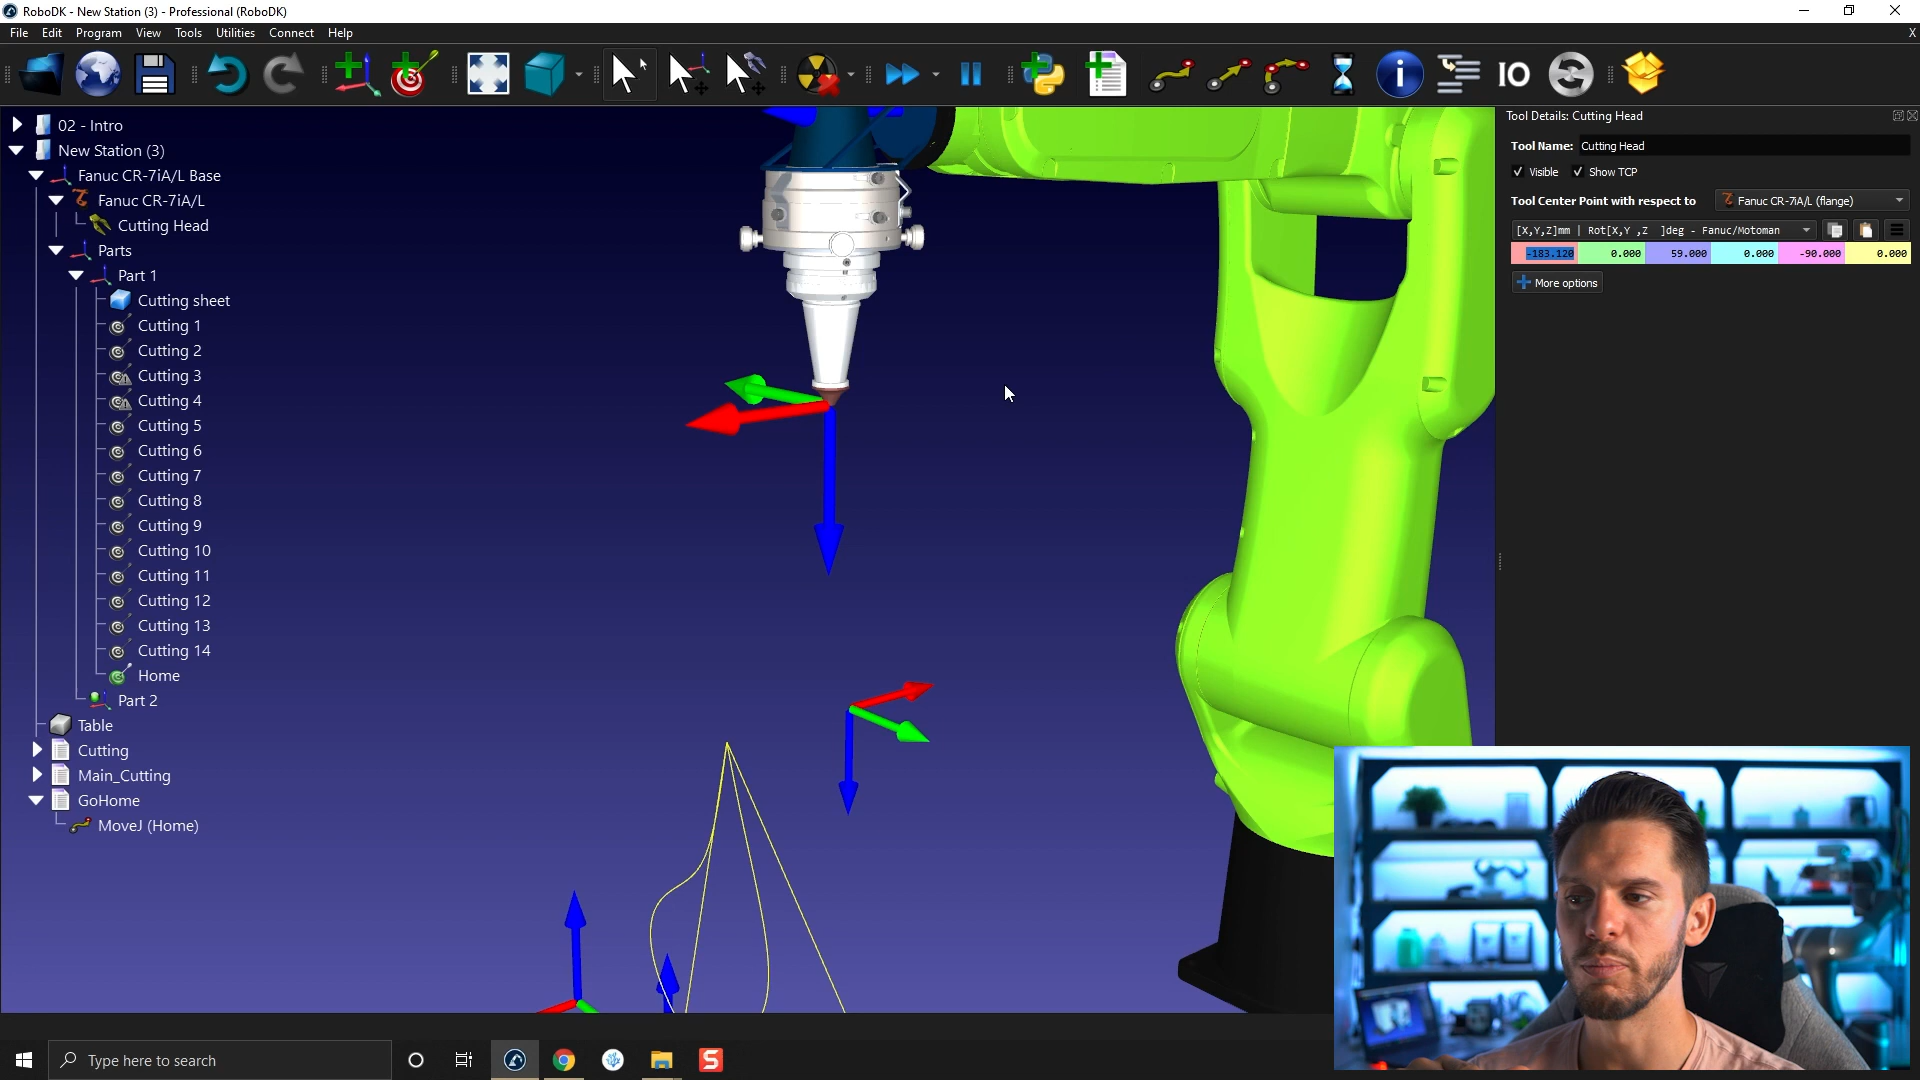 RoboDK - New Station (3) - Professional (RoboDK)
File Edit Program View Tools Utilities Connect Help X
IO
02 - Intro
New Station (3)
Fanuc CR-7iA/L Base
Fanuc CR-7iA/L
Cutting Head
Parts
Part 1
Cutting sheet
Cutting 1
Cutting 2
Cutting 3
Cutting 4
Cutting 5
Cutting 6
Cutting 7
Cutting 8
Cutting 9
Cutting 10
Cutting 11
Cutting 12
Cutting 13
Cutting 14
Home
Part 2
Table
Cutting
Main_Cutting
GoHome
MoveJ (Home)
Tool Details: Cutting Head
Tool Name: Cutting Head
Visible Show TCP
Tool Center Point with respect to Fanuc CR-7iA/L (flange)
[X,Y,Z]mm | Rot[X,Y ,Z ]deg - Fanuc/Motoman
-183.120 0.000 59.000 0.000 -90.000 0.000
More options
Type here to search